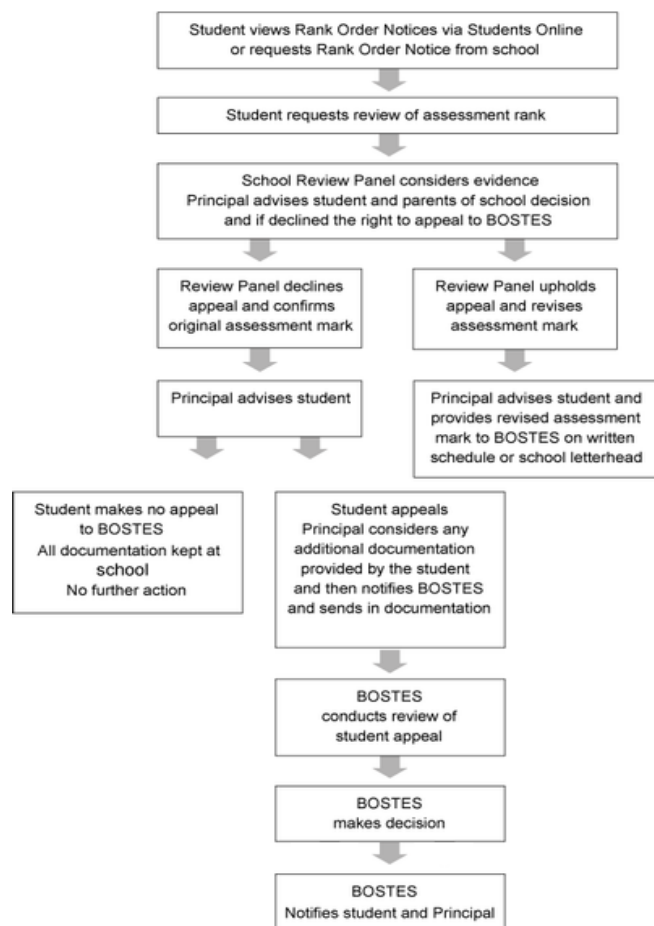 Student views Rank Order Notices via Students Online
or requests Rank Order Notice from school
Student requests review of assessment rank
School Review Panel considers evidence
Principal advises student and parents of school decision
and if declined the right to appeal to BOSTES
Review Panel declines
appeal and confirms
original assessment mark
Review Panel upholds
appeal and revises
assessment mark
Principal advises student
Principal advises student and
provides revised assessment
mark to BOSTES on written
schedule or school letterhead
Student makes no appeal
to BOSTES
All documentation kept at
school
No further action
Student appeals
Principal considers any
additional documentation
provided by the student
and then notifies BOSTES
and sends in documentation
BOSTES
conducts review of
student appeal
BOSTES
makes decision
BOSTES
Notifies student and Principal